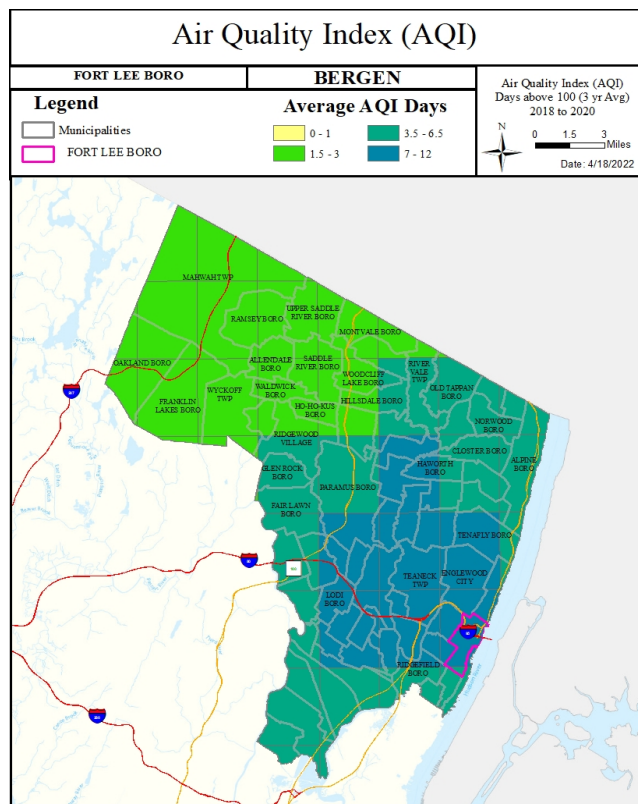 Air Quality Index (AQI)
FORT LEE BORO
BERGEN
Legend
Municipalities
FORT LEE BORO
Average AQI Days
0 - 1
3.5 - 6.5
1.5 - 3
7 - 12
Air Quality Index (AQI)
Days above 100 (3 yr Avg)
2018 to 2020
N
0 1.5 3
Miles
Date: 4/18/2022
MAHWAH TWP
UPPER SADDLE
RIVER BORO
RAMSEY BORO
MONTVALE BORO
OAKLAND BORO
ALLENDALE
BORO
SADDLE
RIVER BORO
RIVER
VALE
TWP
WOODCLIFF
LAKE BORO
WYCKOFF
TWP
WALDWICK
BORO
OLD TAPPAN
BORO
FRANKLIN
LAKES BORO
HO-HO-KUS
BORO
HILLSDALE BORO
NORWOOD
BORO
RIDGEWOOD
VILLAGE
CLOSTER BORO
ALPINE
BORO
GLEN ROCK
BORO
HAWORTH
BORO
PARAMUS BORO
FAIR LAWN
BORO
TENAFLY BORO
TEANECK
TWP
ENGLEWOOD
CITY
LODI
BORO
RIDGEFIELD
BORO